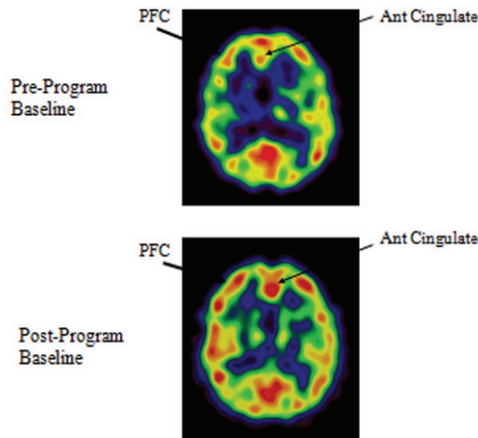 PFC
Ant Cingulate
Pre-Program
Baseline
PFC
Ant Cingulate
Post-Program
Baseline